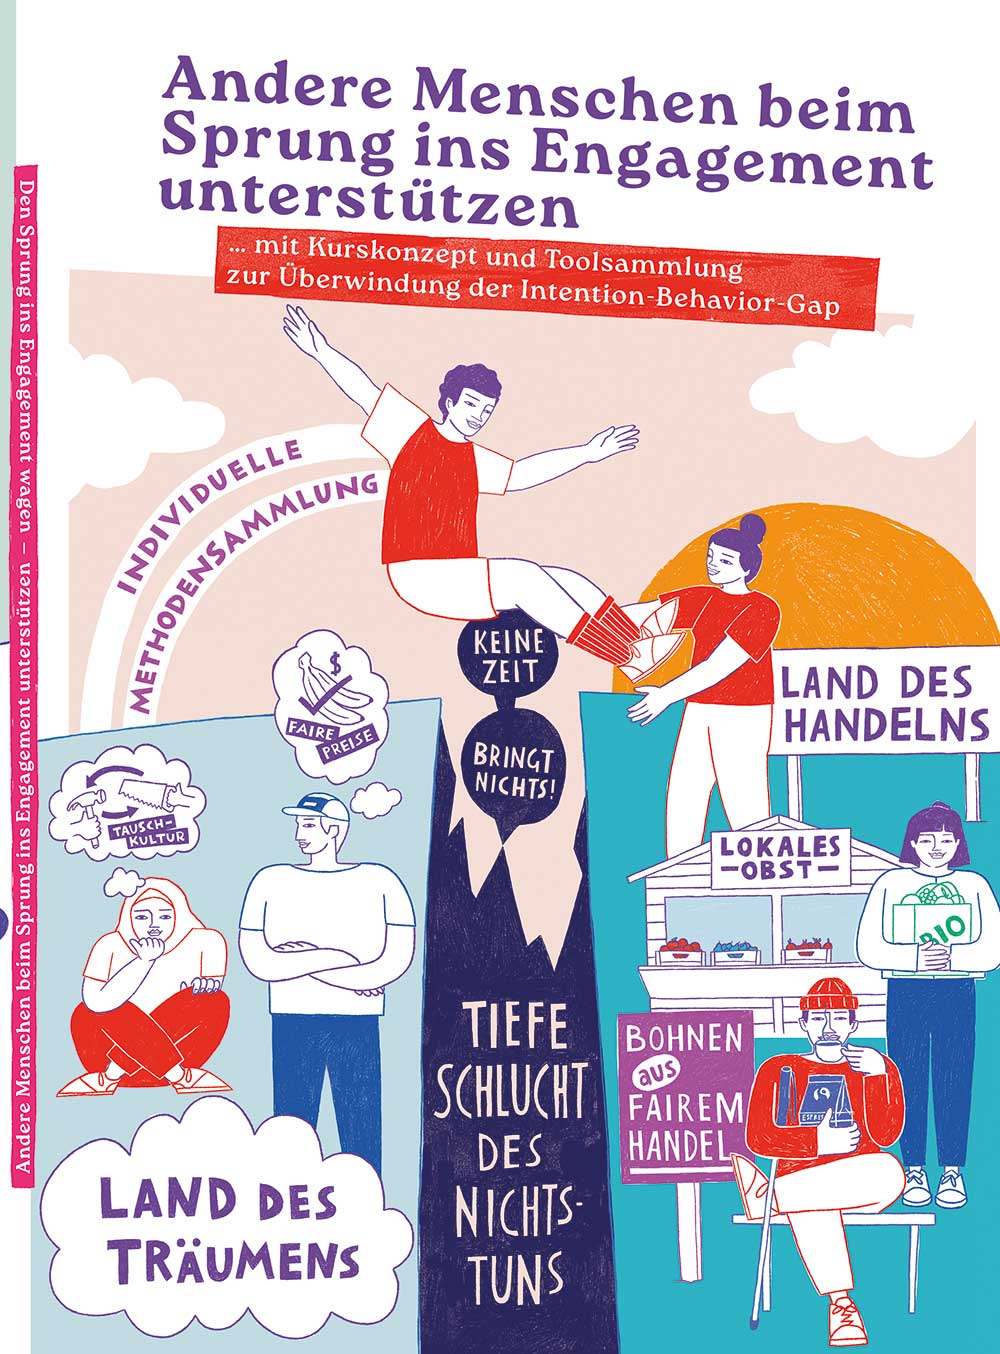 Andere Menschen beim
Sprung ins Engagement
unterstützen
... mit Kurskonzept und Toolsammlung
zur Überwindung der Intention-Behavior-Gap
Andere Menschen beim Sprung ins Engagement unterstützen – Den Sprung ins Engagement wagen
INDIVIDUELLE
METHODENSAMMLUNG
KEINE
ZEIT
BRINGT
NICHTS!
$
FAIRE
PREISE
TAUSCH-
KULTUR
LAND DES
HANDELNS
LOKALES
–OBST–
BIO
BOHNEN
aus
FAIREM
HANDEL
TIEFE
SCHLUCHT
DES
NICHTS-
TUNS
LAND DES
TRÄUMENS